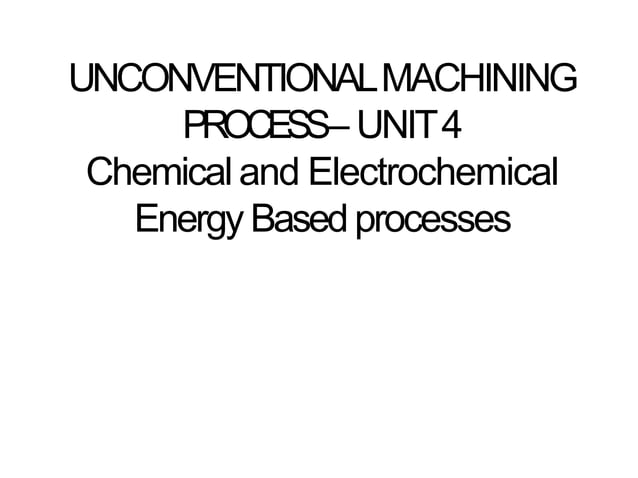 UNCONVENTIONAL MACHINING
PROCESS– UNIT 4
Chemical and Electrochemical
Energy Based processes